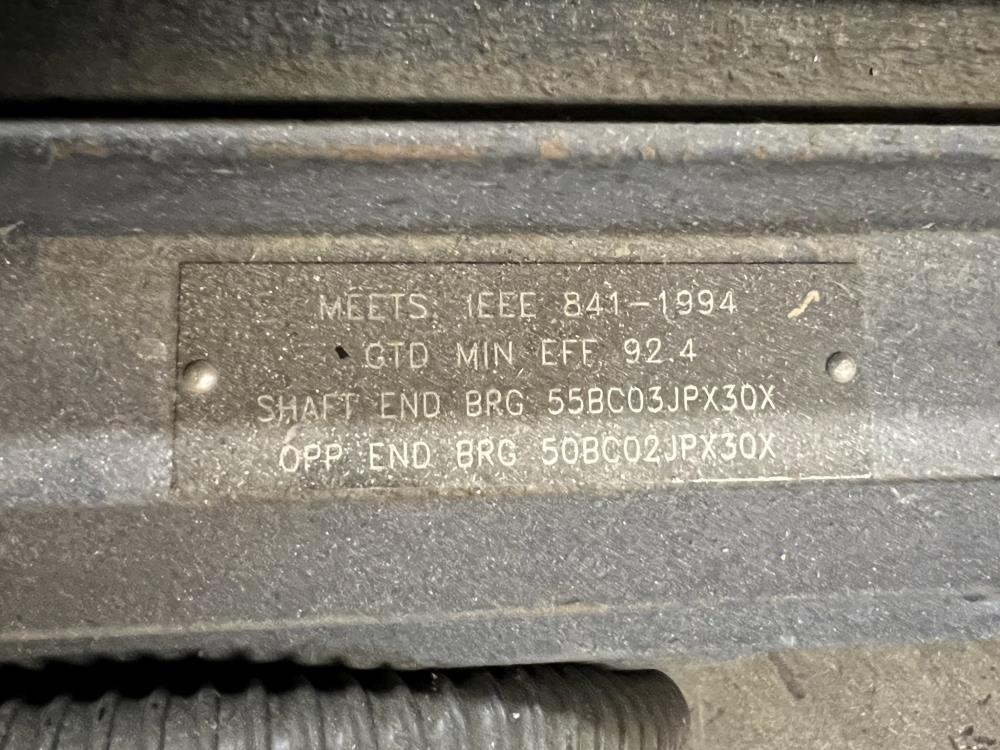 MEETS IEEE 841-1994
GTD MIN EFF 92.4
SHAFT END BRG 55BC03JPX30X
OPP END BRG 50BC02JPX30X